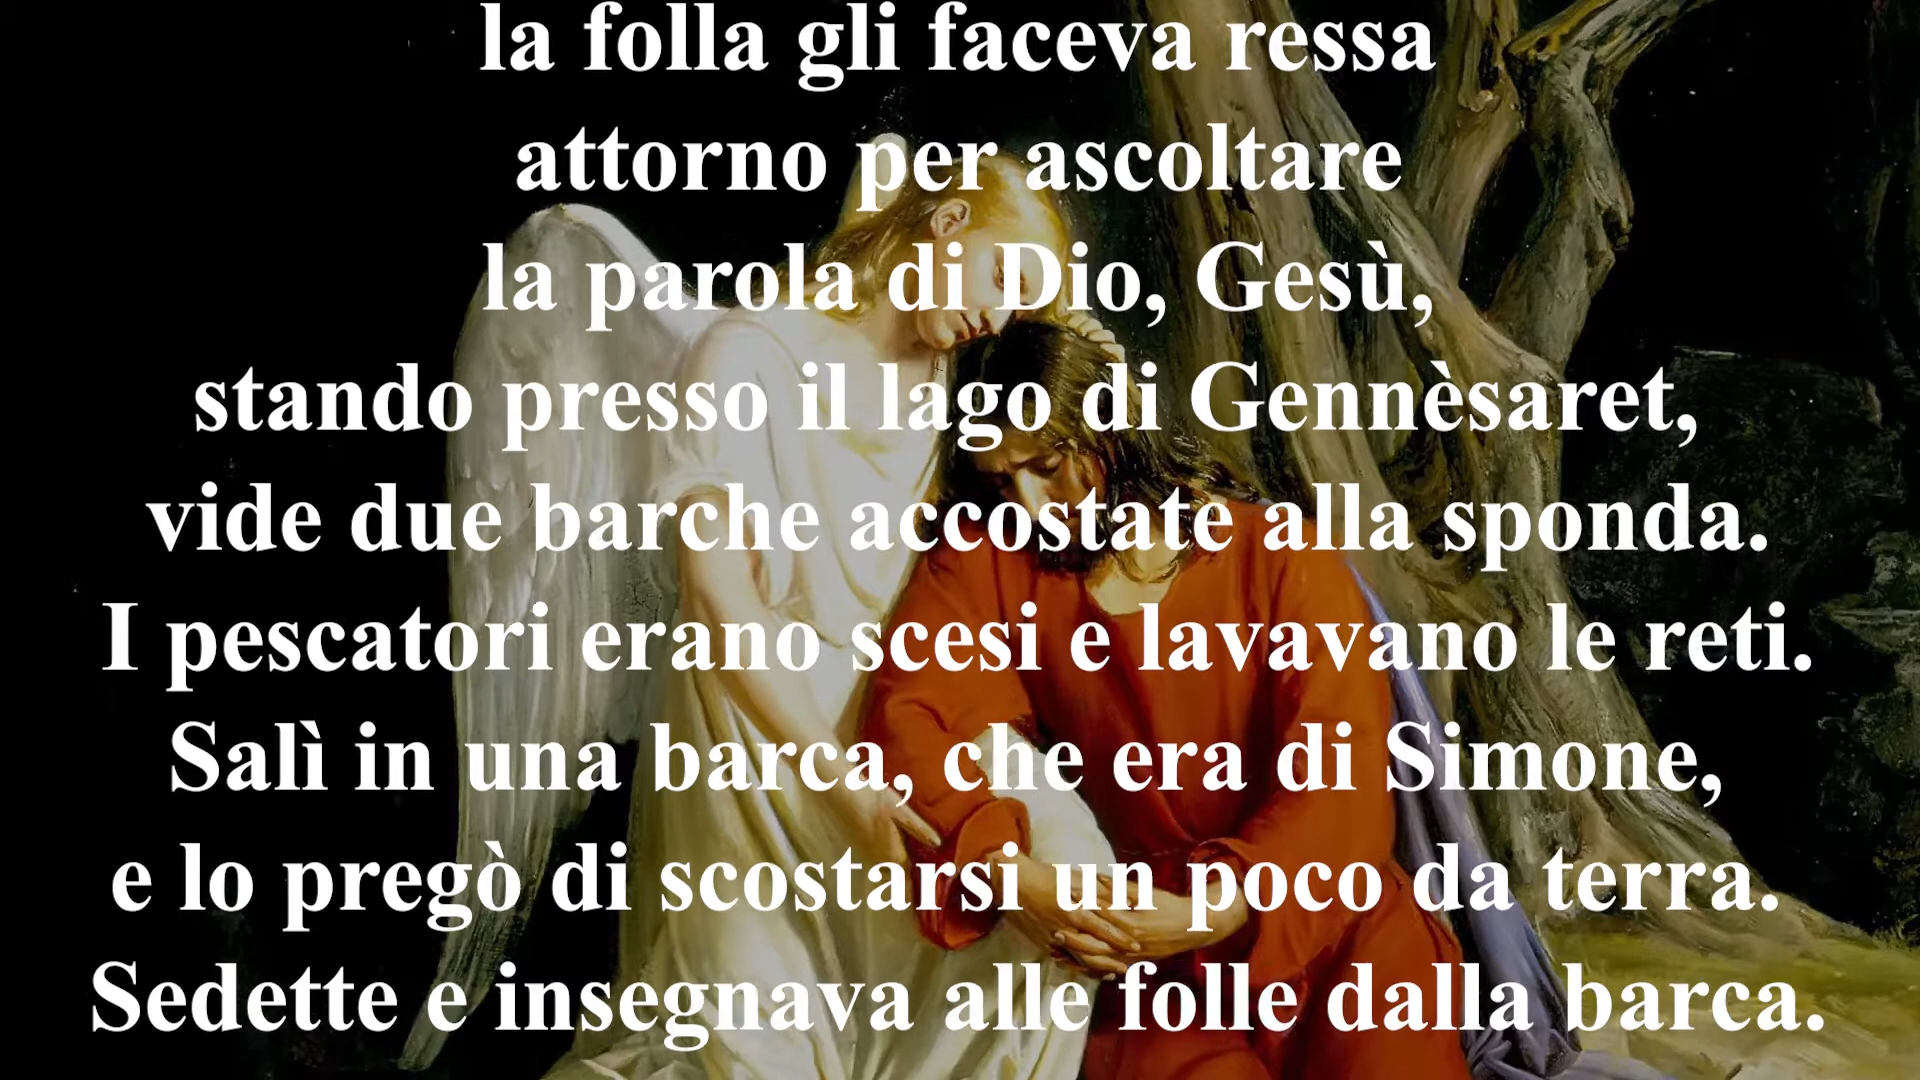 la folla gli faceva ressa
attorno per ascoltare
la parola di Dio, Gesù,
stando presso il lago di Gennèsaret,
vide due barche accostate alla sponda.
I pescatori erano scesi e lavavano le reti.
Salì in una barca, che era di Simone,
e lo pregò di scostarsi un poco da terra.
Sedette e insegnava alle folle dalla barca.